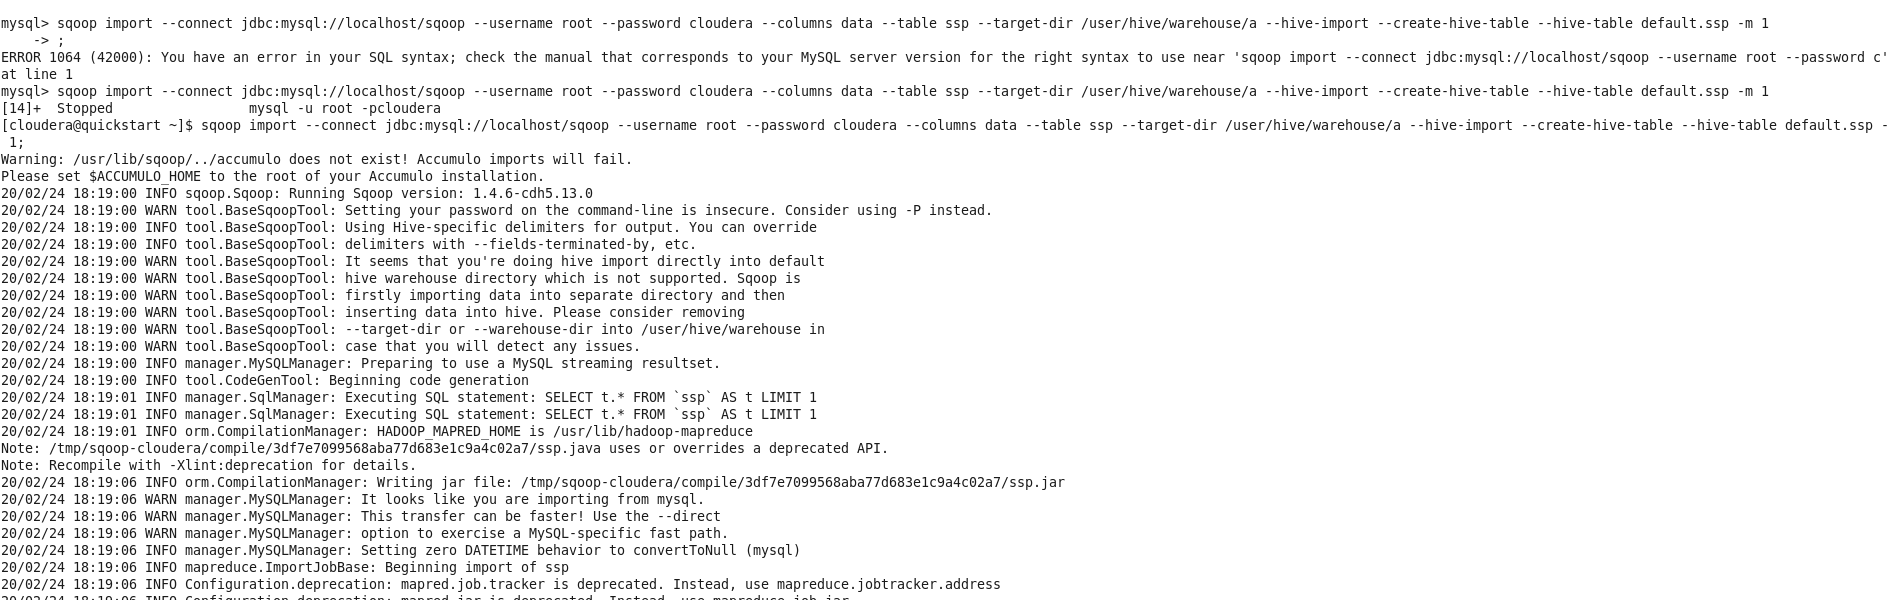 mysql> sqoop import --connect jdbc:mysql://localhost/sqoop --username root --password cloudera --columns data --table ssp --target-dir /user/hive/warehouse/a --hive-import --create-hive-table --hive-table default.ssp -m 1
-> ;
ERROR 1064 (42000): You have an error in your SQL syntax; check the manual that corresponds to your MySQL server version for the right syntax to use near 'sqoop import --connect jdbc:mysql://localhost/sqoop --username root --password c'
at line 1
mysql> sqoop import --connect jdbc:mysql://localhost/sqoop --username root --password cloudera --columns data --table ssp --target-dir /user/hive/warehouse/a --hive-import --create-hive-table --hive-table default.ssp -m 1
[14]+  Stopped                 mysql -u root -pcloudera
[cloudera@quickstart ~]$ sqoop import --connect jdbc:mysql://localhost/sqoop --username root --password cloudera --columns data --table ssp --target-dir /user/hive/warehouse/a --hive-import --create-hive-table --hive-table default.ssp -
1;
Warning: /usr/lib/sqoop/../accumulo does not exist! Accumulo imports will fail.
Please set $ACCUMULO_HOME to the root of your Accumulo installation.
20/02/24 18:19:00 INFO sqoop.Sqoop: Running Sqoop version: 1.4.6-cdh5.13.0
20/02/24 18:19:00 WARN tool.BaseSqoopTool: Setting your password on the command-line is insecure. Consider using -P instead.
20/02/24 18:19:00 INFO tool.BaseSqoopTool: Using Hive-specific delimiters for output. You can override
20/02/24 18:19:00 INFO tool.BaseSqoopTool: delimiters with --fields-terminated-by, etc.
20/02/24 18:19:00 WARN tool.BaseSqoopTool: It seems that you're doing hive import directly into default
20/02/24 18:19:00 WARN tool.BaseSqoopTool: hive warehouse directory which is not supported. Sqoop is
20/02/24 18:19:00 WARN tool.BaseSqoopTool: firstly importing data into separate directory and then
20/02/24 18:19:00 WARN tool.BaseSqoopTool: inserting data into hive. Please consider removing
20/02/24 18:19:00 WARN tool.BaseSqoopTool: --target-dir or --warehouse-dir into /user/hive/warehouse in
20/02/24 18:19:00 WARN tool.BaseSqoopTool: case that you will detect any issues.
20/02/24 18:19:00 INFO manager.MySQLManager: Preparing to use a MySQL streaming resultset.
20/02/24 18:19:00 INFO tool.CodeGenTool: Beginning code generation
20/02/24 18:19:01 INFO manager.SqlManager: Executing SQL statement: SELECT t.* FROM `ssp` AS t LIMIT 1
20/02/24 18:19:01 INFO manager.SqlManager: Executing SQL statement: SELECT t.* FROM `ssp` AS t LIMIT 1
20/02/24 18:19:01 INFO orm.CompilationManager: HADOOP_MAPRED_HOME is /usr/lib/hadoop-mapreduce
Note: /tmp/sqoop-cloudera/compile/3df7e7099568aba77d683e1c9a4c02a7/ssp.java uses or overrides a deprecated API.
Note: Recompile with -Xlint:deprecation for details.
20/02/24 18:19:06 INFO orm.CompilationManager: Writing jar file: /tmp/sqoop-cloudera/compile/3df7e7099568aba77d683e1c9a4c02a7/ssp.jar
20/02/24 18:19:06 WARN manager.MySQLManager: It looks like you are importing from mysql.
20/02/24 18:19:06 WARN manager.MySQLManager: This transfer can be faster! Use the --direct
20/02/24 18:19:06 WARN manager.MySQLManager: option to exercise a MySQL-specific fast path.
20/02/24 18:19:06 INFO manager.MySQLManager: Setting zero DATETIME behavior to convertToNull (mysql)
20/02/24 18:19:06 INFO mapreduce.ImportJobBase: Beginning import of ssp
20/02/24 18:19:06 INFO Configuration.deprecation: mapred.job.tracker is deprecated. Instead, use mapreduce.jobtracker.address
20/02/24 18:19:06 INFO Configuration.deprecation: mapred.jar is deprecated. Instead, use mapreduce.job.jar